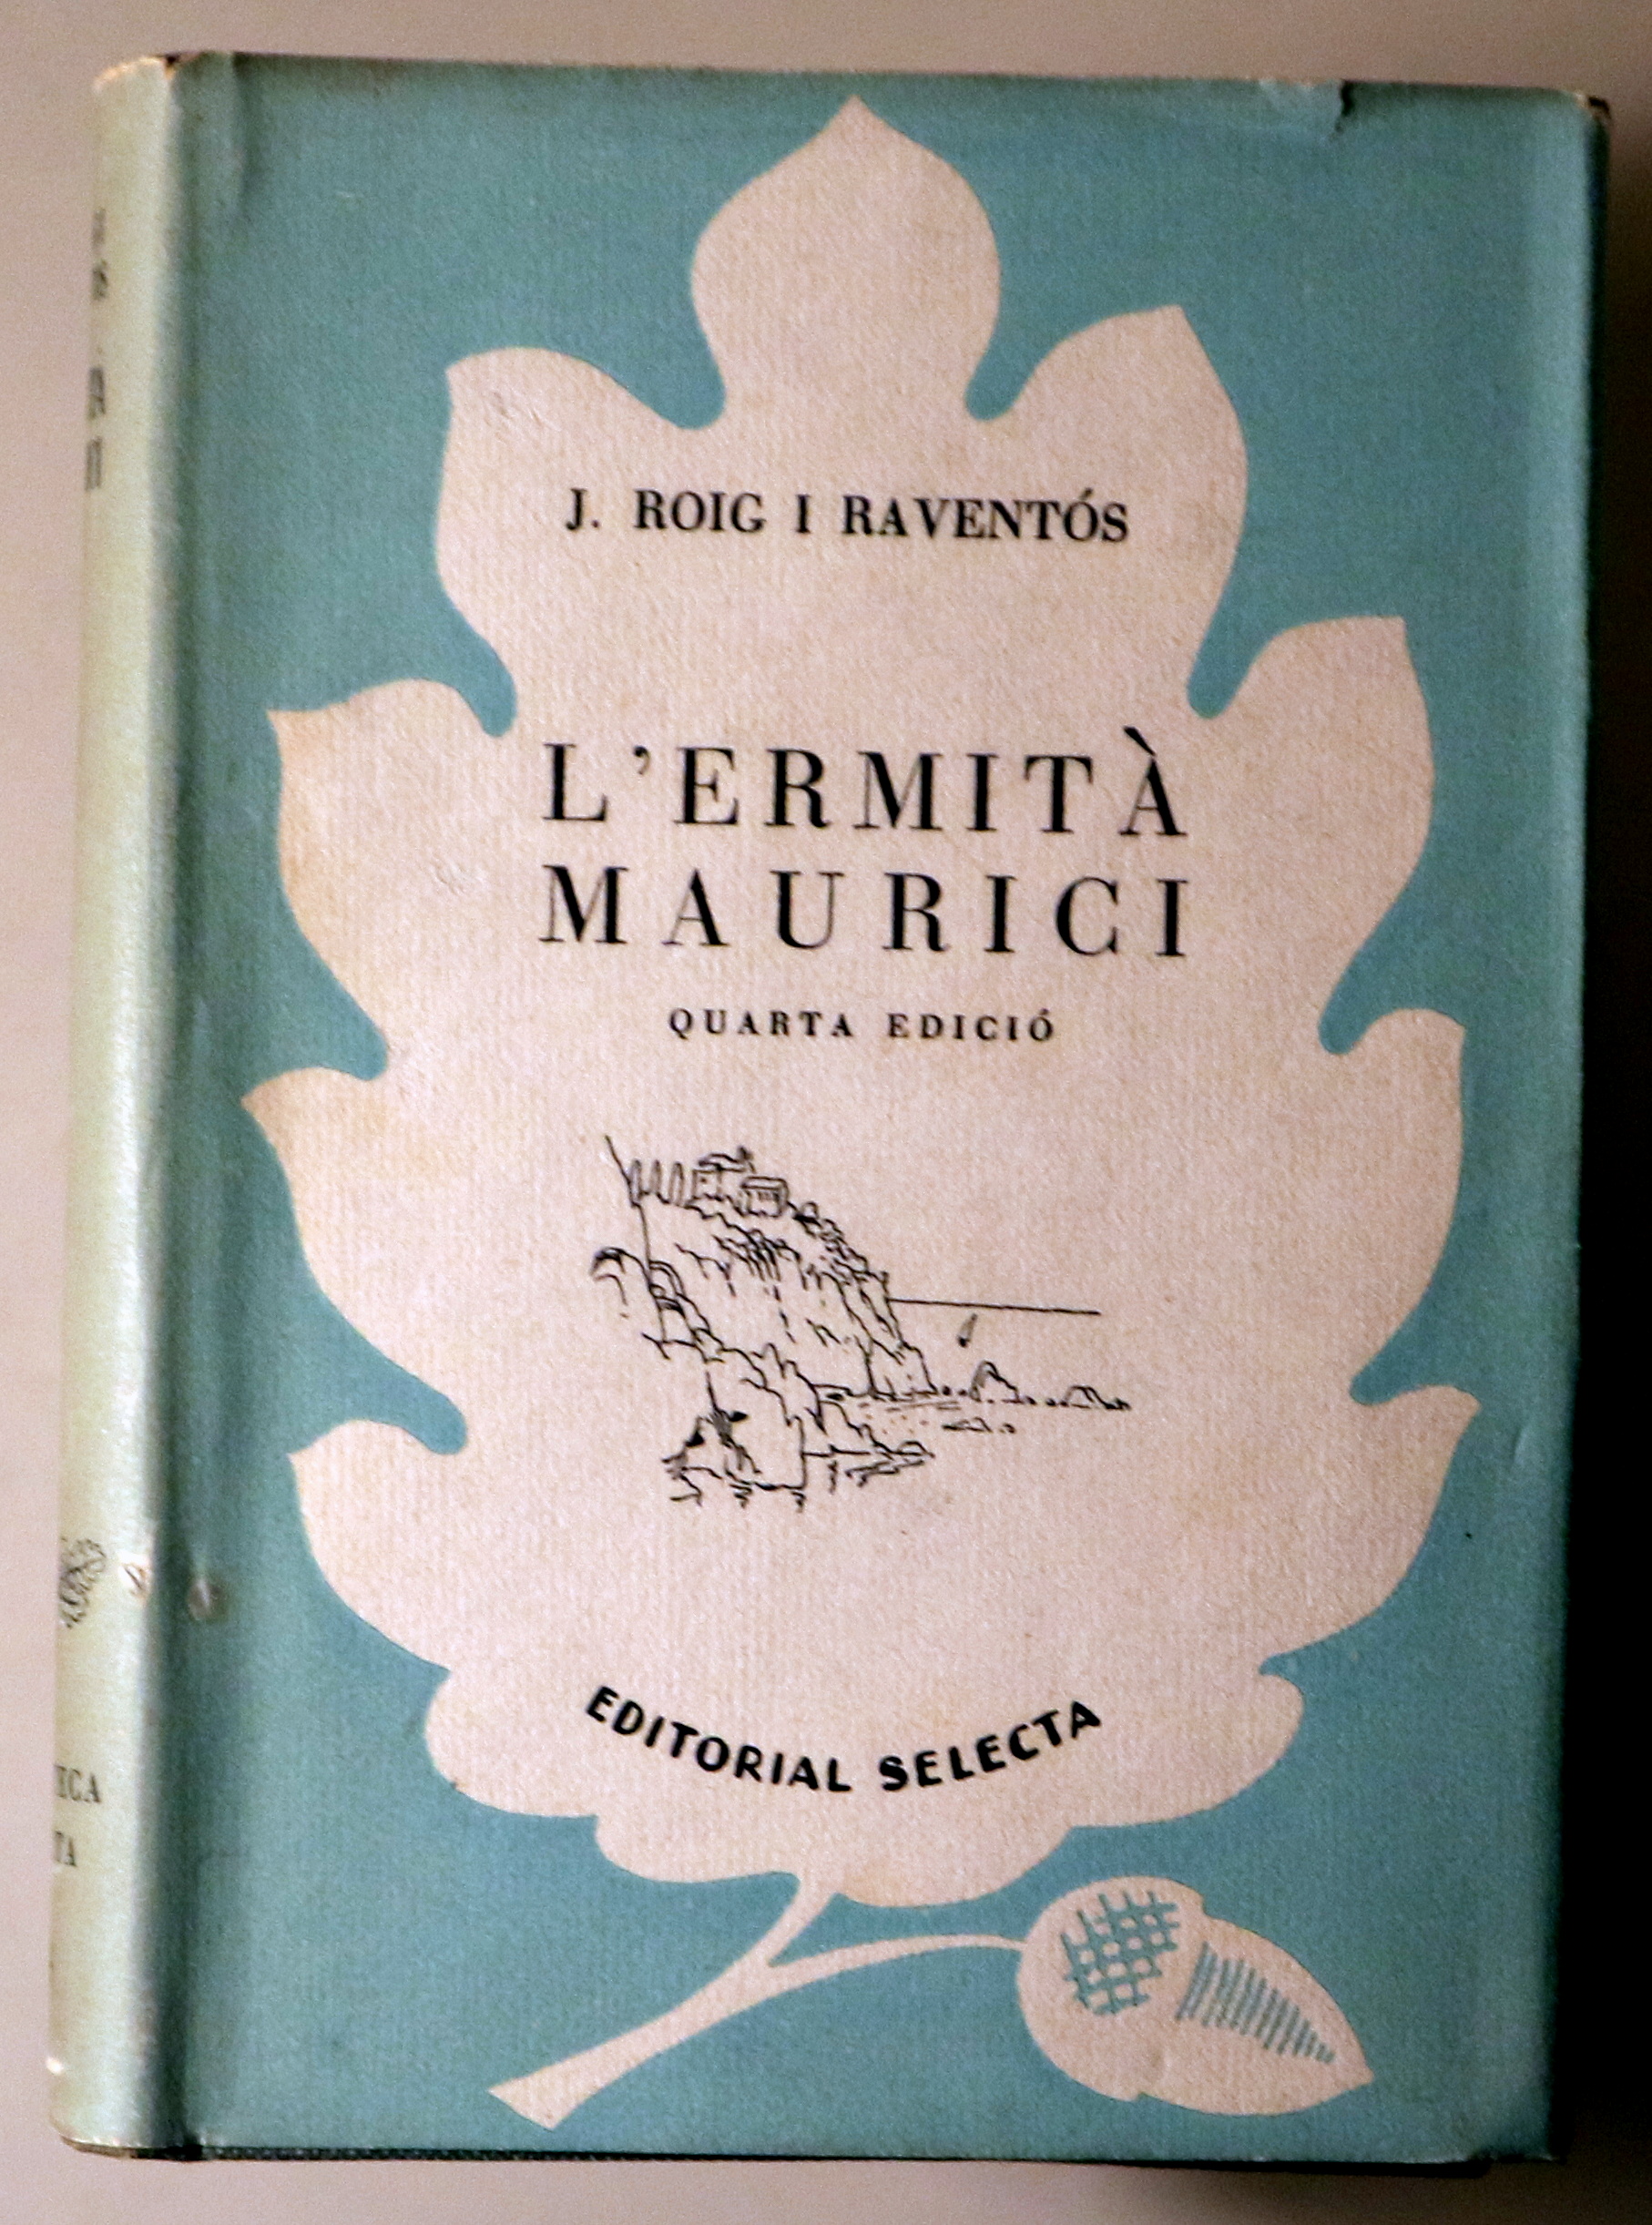 J. ROIG I RAVENTÓS
L'ERMITÀ
MAURICI
QUARTA EDICIÓ
EDITORIAL SELECTA